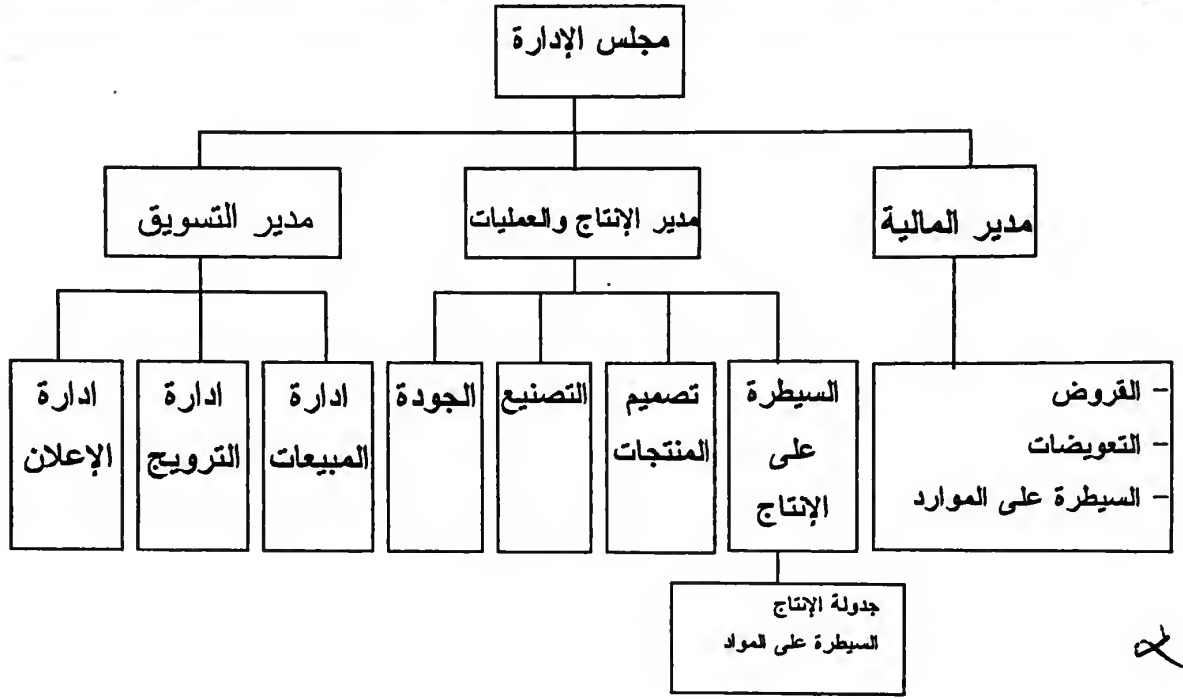 مجلس الإدارة
مدير المالية
مدير الإنتاج والعمليات
مدير التسويق
- القروض
- التعويضات
- السيطرة على الموارد
السيطرة
على
الإنتاج
تصميم
المنتجات
التصنيع
الجودة
ادارة
المبيعات
ادارة
الترويج
ادارة
الإعلان
جدولة الإنتاج
السيطرة على المواد